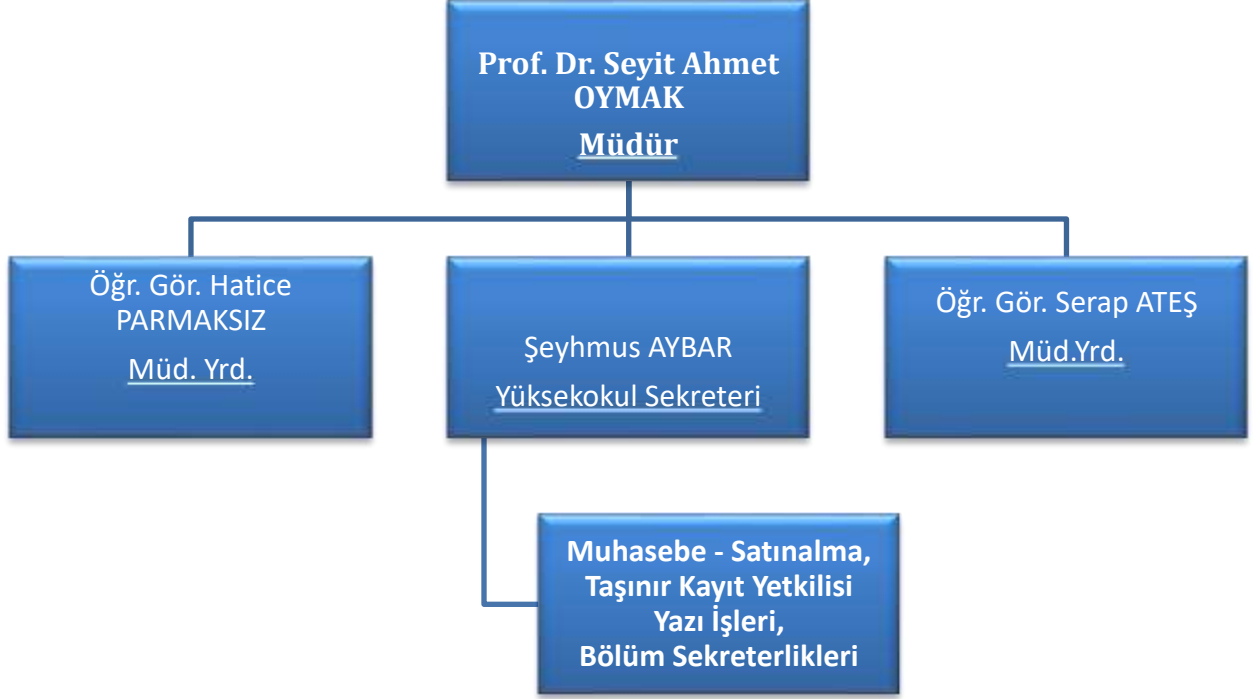 Prof. Dr. Seyit Ahmet
OYMAK
Müdür
Öğr. Gör. Hatice
PARMAKSIZ
Müd. Yrd.
Şeyhmus AYBAR
Yüksekokul Sekreteri
Öğr. Gör. Serap ATEŞ
Müd.Yrd.
Muhasebe - Satınalma,
Taşınır Kayıt Yetkilisi
Yazı İşleri,
Bölüm Sekreterlikleri